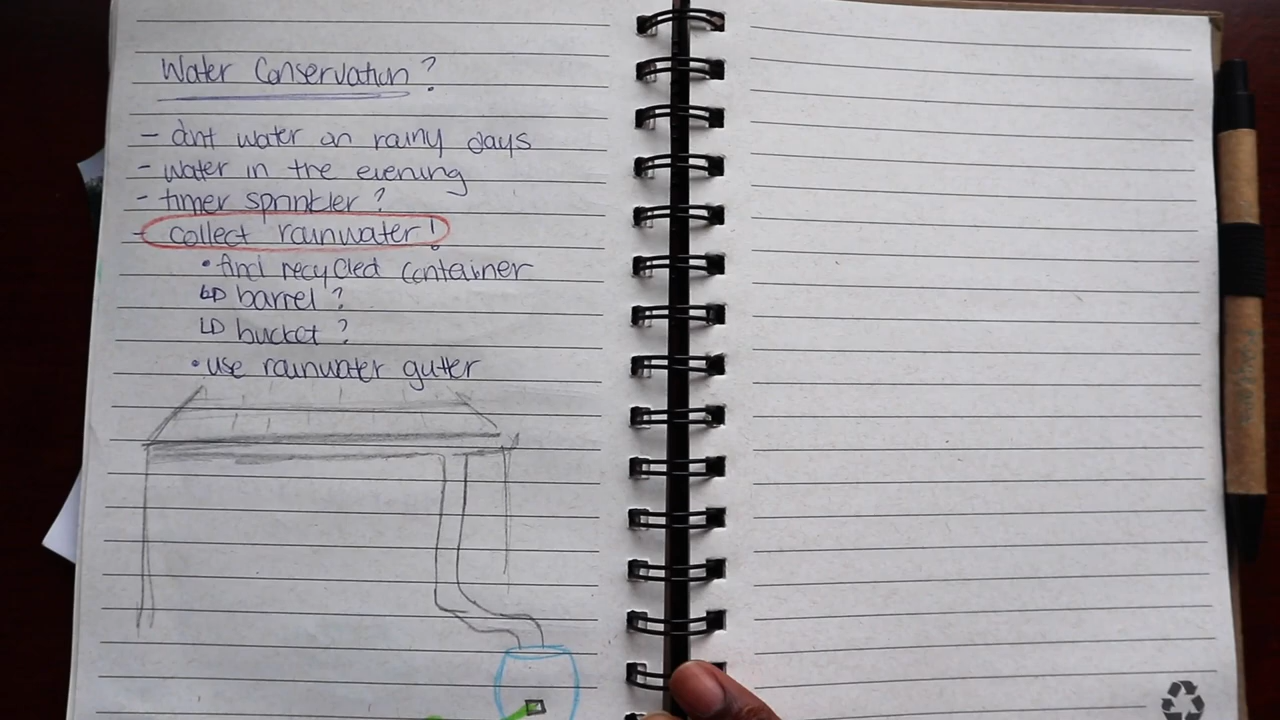 Water Conservation?
- dont water on rainy days
- water in the evening
- timer sprinkler?
- collect rainwater!
• find recycled container
↳ barrel?
↳ bucket?
• use rainwater gutter